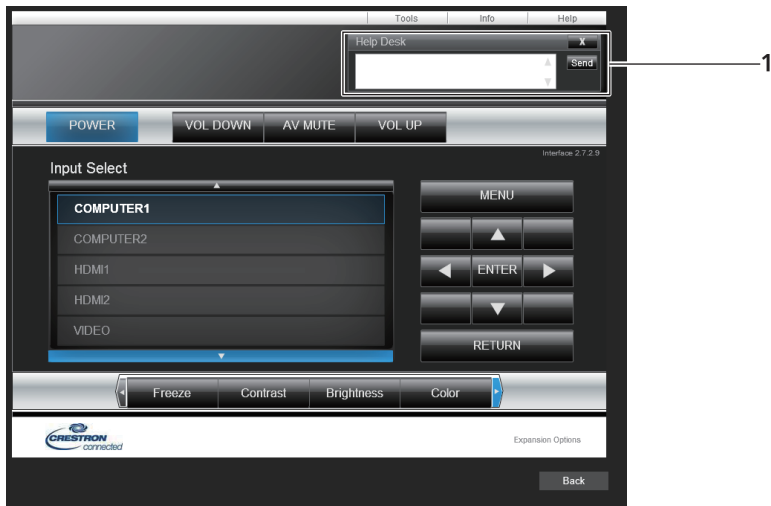 Tools Info Help
Help Desk X
Send
1
POWER VOL DOWN AV MUTE VOL UP
Interface 2.7.2.9
Input Select
COMPUTER1
COMPUTER2
HDMI1
HDMI2
VIDEO
MENU
ENTER
RETURN
Freeze Contrast Brightness Color
CRESTRON
connected
Expansion Options
Back